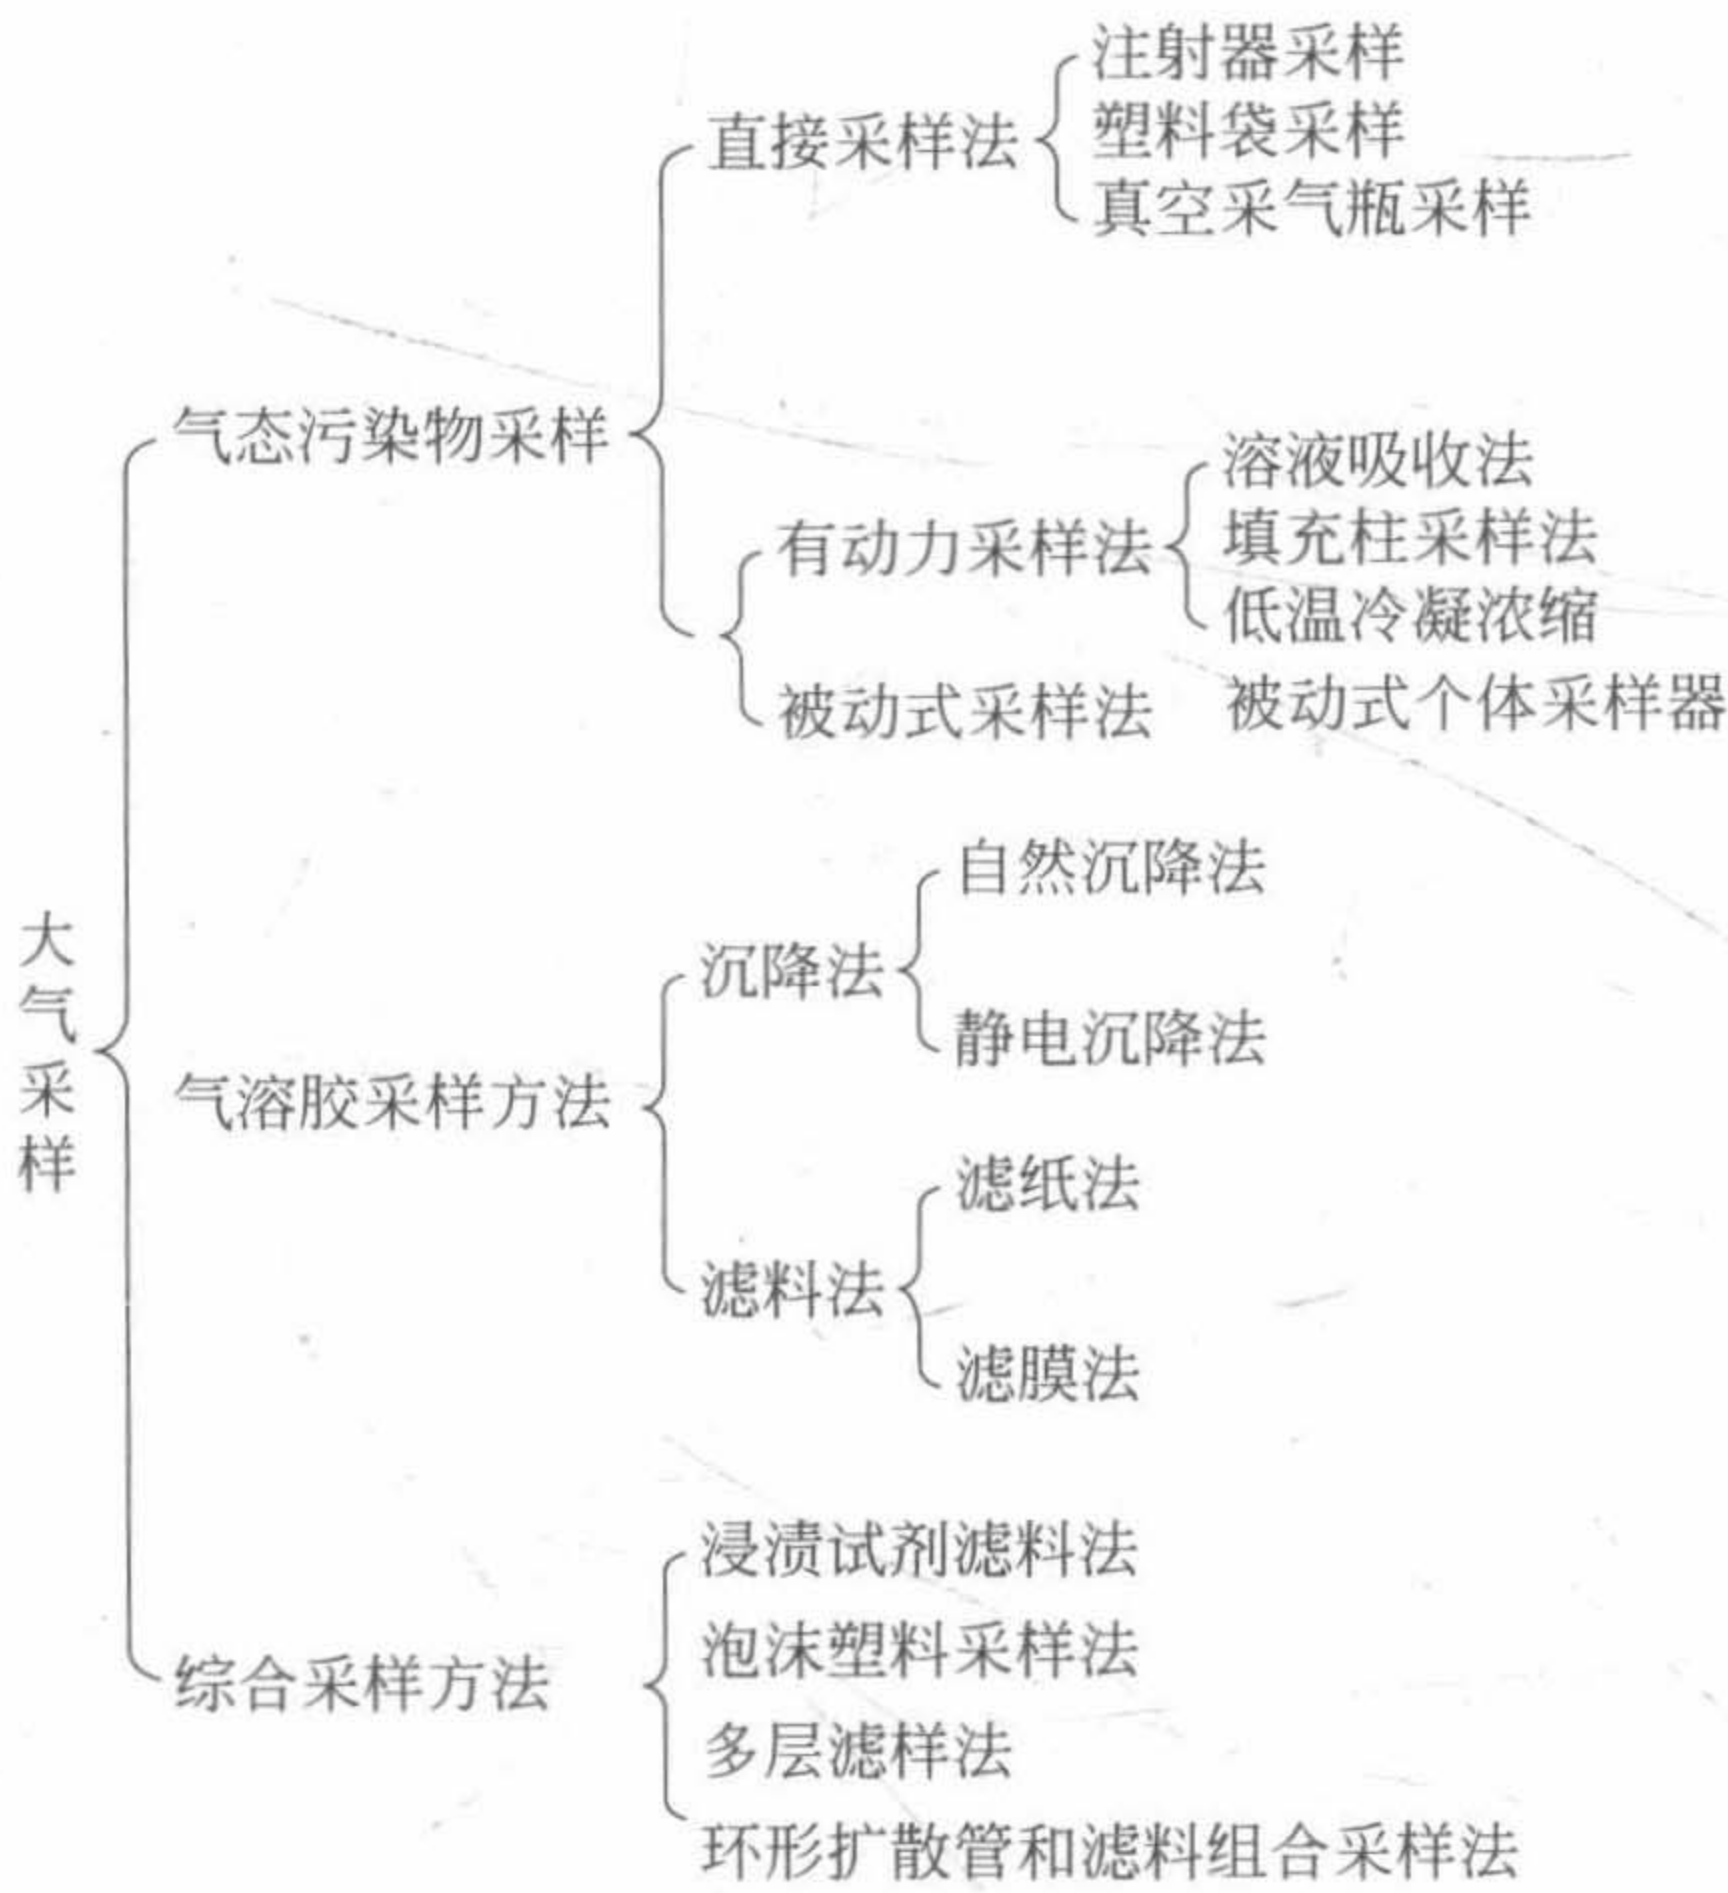 大气采样
气态污染物采样
直接采样法
注射器采样
塑料袋采样
真空采气瓶采样
有动力采样法
溶液吸收法
填充柱采样法
低温冷凝浓缩
被动式采样法
被动式个体采样器
气溶胶采样方法
沉降法
自然沉降法
静电沉降法
滤料法
滤纸法
滤膜法
综合采样方法
浸渍试剂滤料法
泡沫塑料采样法
多层滤样法
环形扩散管和滤料组合采样法